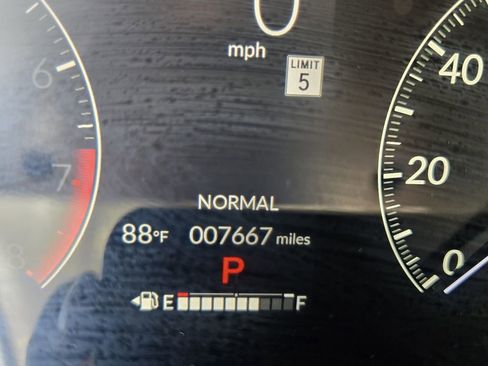 0
mph
LIMIT
5
6
7
8
40
20
0
NORMAL
88°F 007667 miles
P
E F